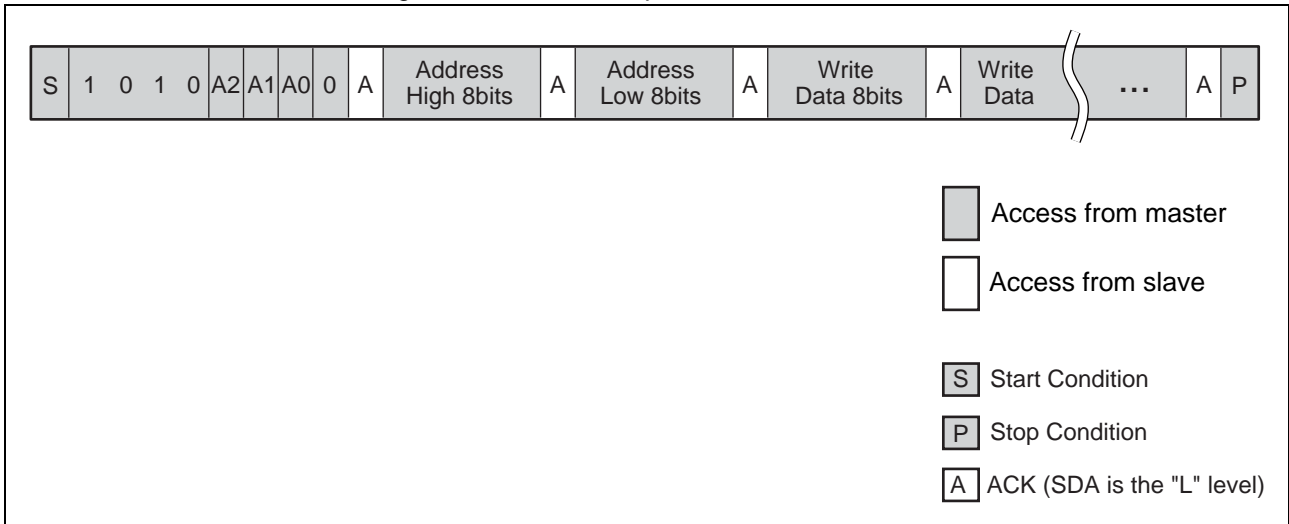 S 1 0 1 0 A2 A1 A0 0 A Address High 8bits A Address Low 8bits A Write Data 8bits A Write Data ... A P
Access from master
Access from slave
S Start Condition
P Stop Condition
A ACK (SDA is the "L" level)